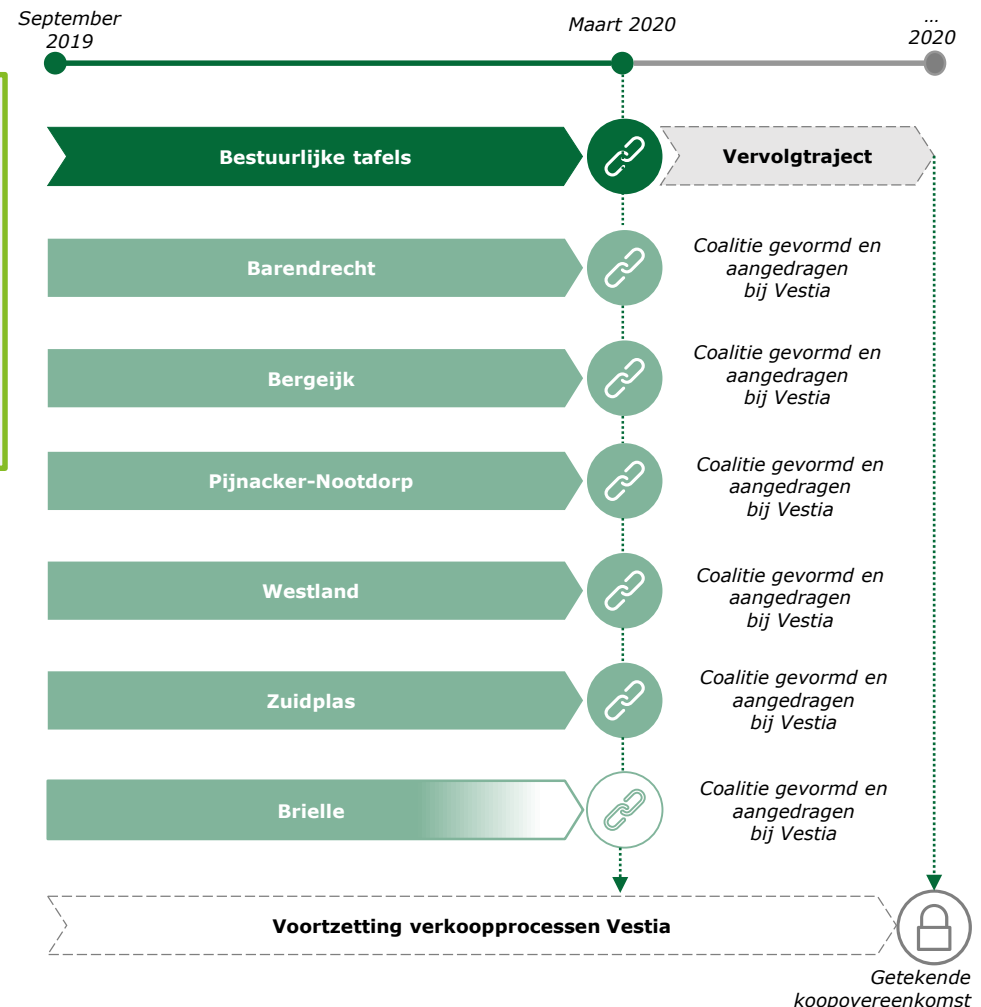 September
2019
Maart 2020
...
2020
Bestuurlijke tafels
Vervolgtraject
Barendrecht
Coalitie gevormd en
aangedragen
bij Vestia
Bergeijk
Coalitie gevormd en
aangedragen
bij Vestia
Pijnacker-Nootdorp
Coalitie gevormd en
aangedragen
bij Vestia
Westland
Coalitie gevormd en
aangedragen
bij Vestia
Zuidplas
Coalitie gevormd en
aangedragen
bij Vestia
Brielle
Coalitie gevormd en
aangedragen
bij Vestia
Voortzetting verkoopprocessen Vestia
Getekende
koopovereenkomst